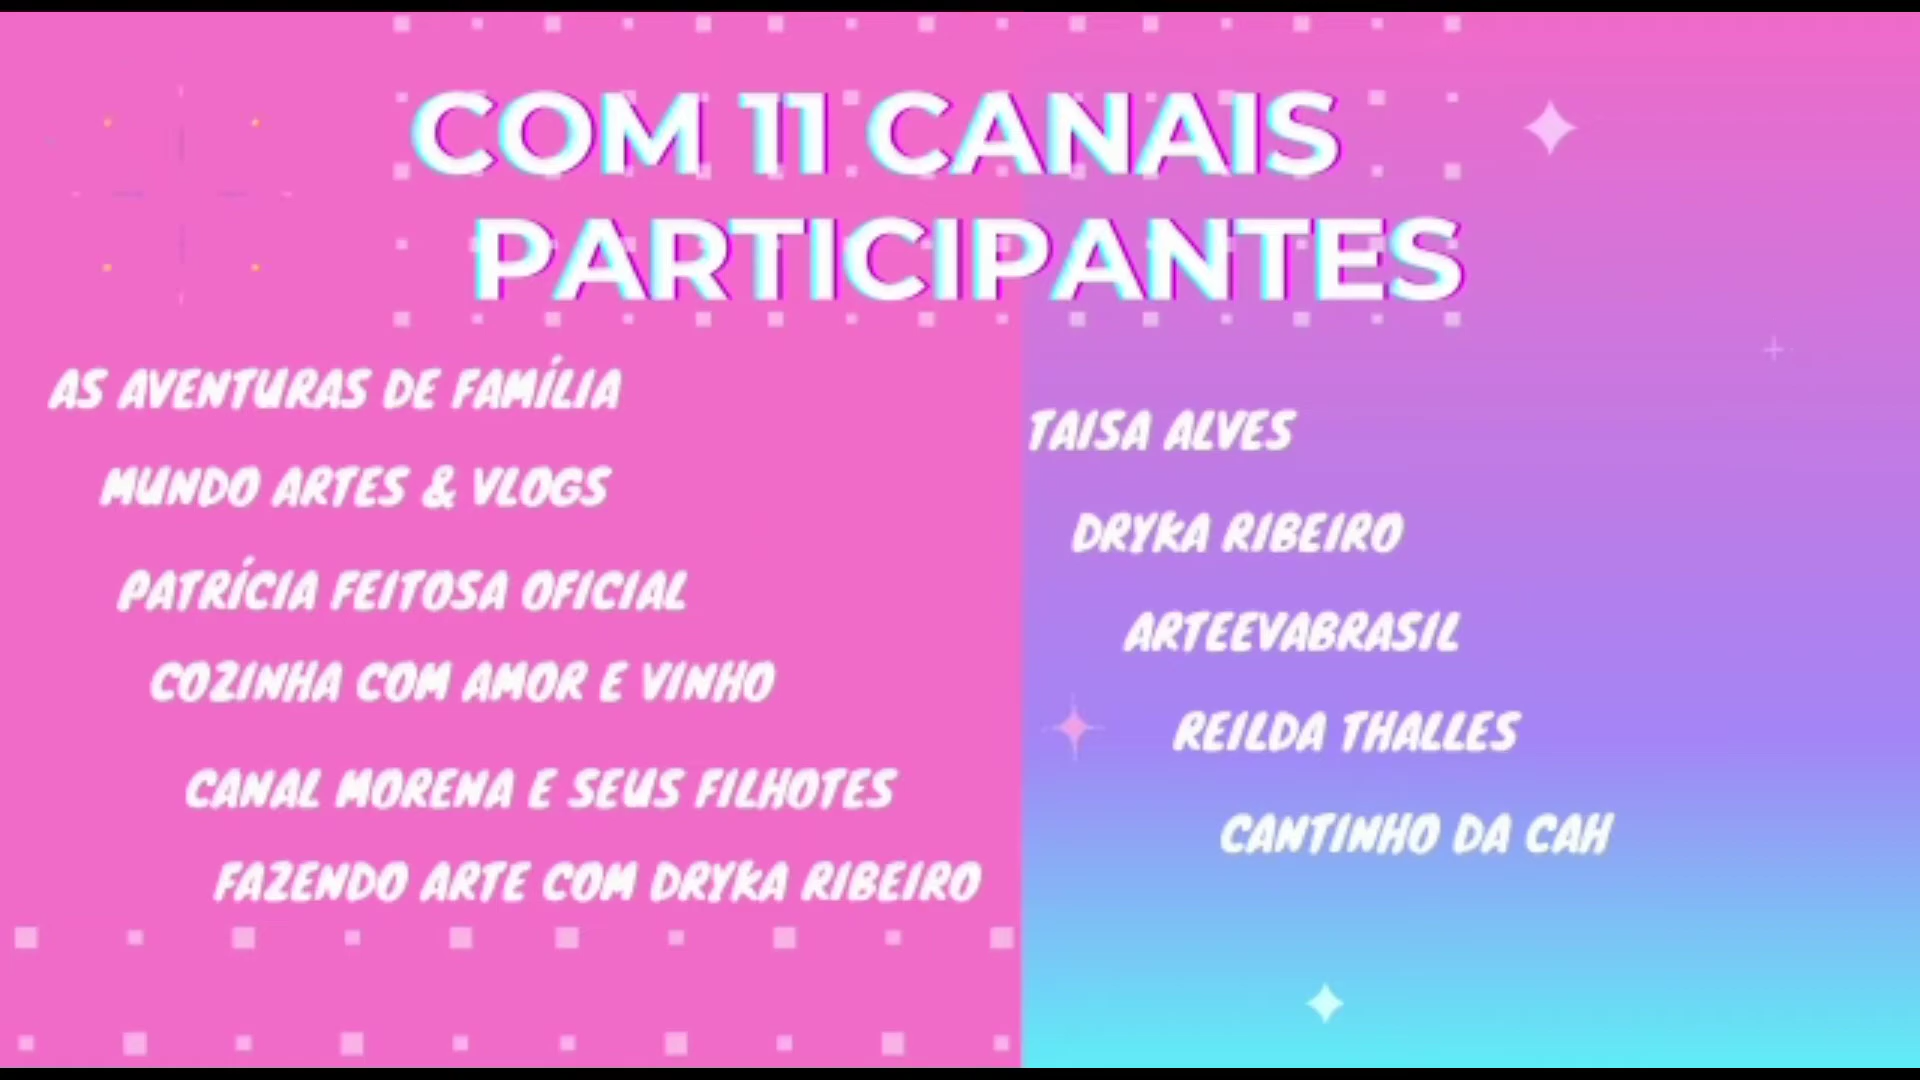 COM 11 CANAIS
PARTICIPANTES
AS AVENTURAS DE FAMÍLIA
MUNDO ARTES & VLOGS
PATRÍCIA FEITOSA OFICIAL
COZINHA COM AMOR E VINHO
CANAL MORENA E SEUS FILHOTES
FAZENDO ARTE COM DRYKA RIBEIRO
TAISA ALVES
DRYKA RIBEIRO
ARTEEVABRASIL
REILDA THALLES
CANTINHO DA CAH